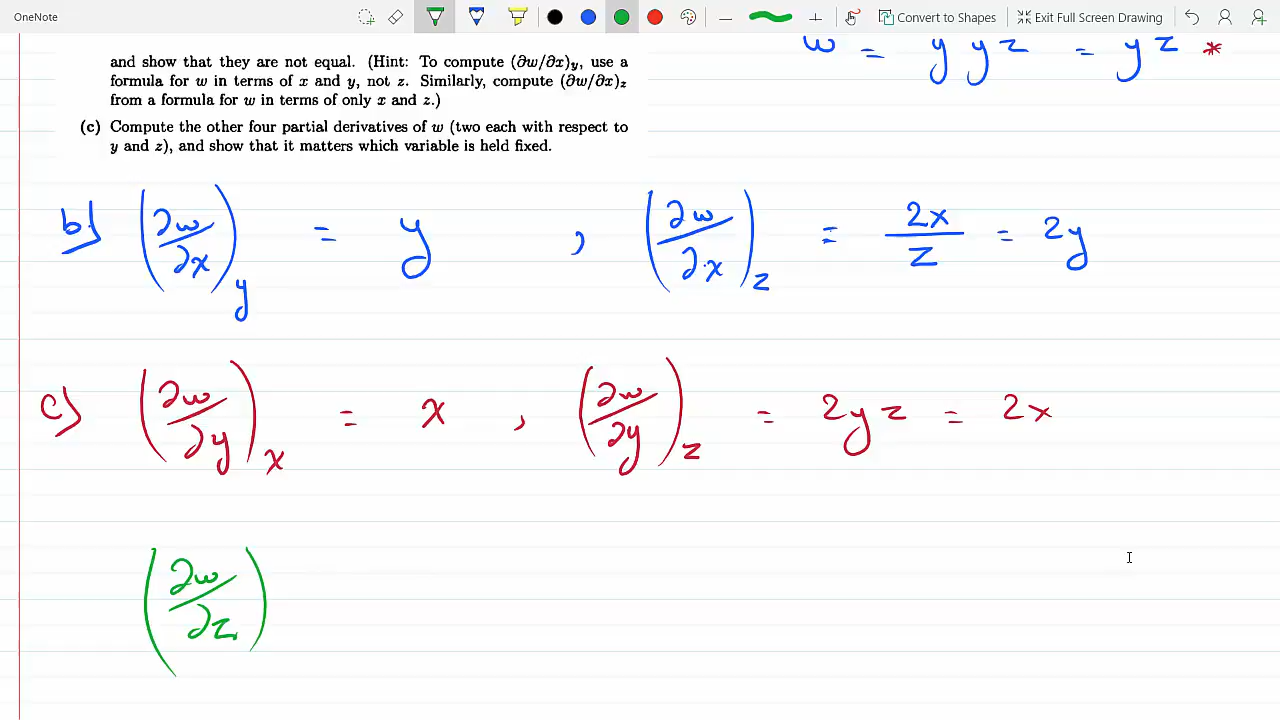 OneNote
Convert to Shapes
Exit Full Screen Drawing
w = y y z = y z *
and show that they are not equal. (Hint: To compute (∂w/∂x)y, use a
formula for w in terms of x and y, not z. Similarly, compute (∂w/∂x)z
from a formula for w in terms of only x and z.)
(c) Compute the other four partial derivatives of w (two each with respect to
y and z), and show that it matters which variable is held fixed.
b) (∂w/∂x)y = y , (∂w/∂x)z = 2x/z = 2y
c) (∂w/∂y)x = x , (∂w/∂y)z = 2yz = 2x
(∂w/∂z)